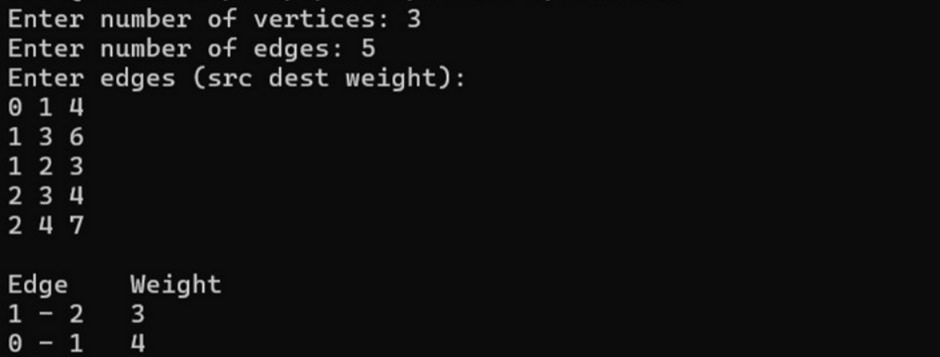 Enter number of vertices: 3
Enter number of edges: 5
Enter edges (src dest weight):
0 1 4
1 3 6
1 2 3
2 3 4
2 4 7
Edge    Weight
1 - 2   3
0 - 1   4